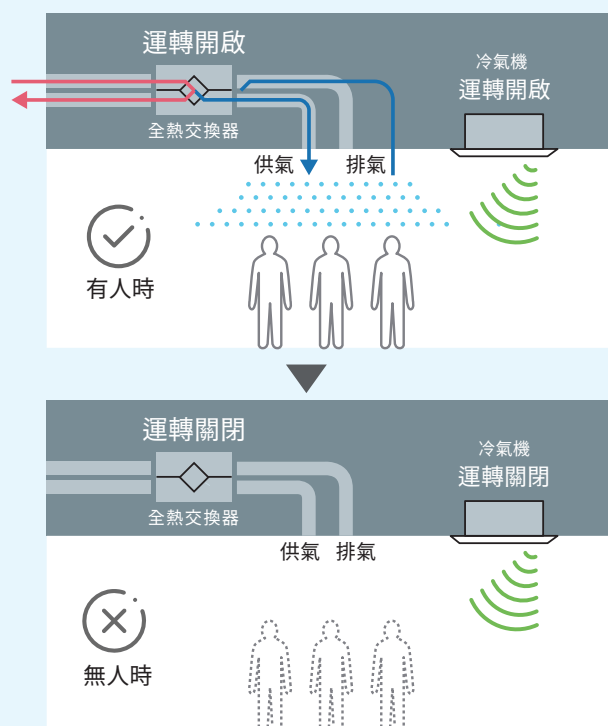 運轉開啟
全熱交換器
冷氣機
運轉開啟
供氣
排氣
有人時
運轉關閉
全熱交換器
冷氣機
運轉關閉
供氣
排氣
無人時